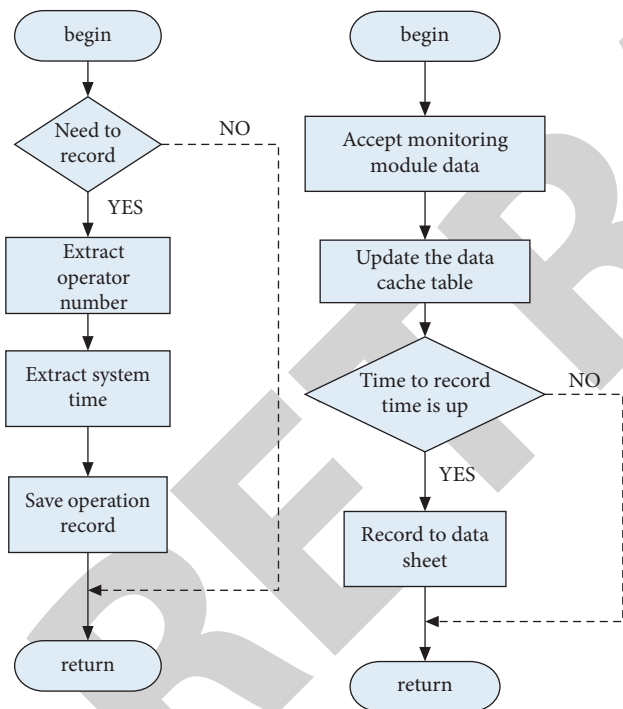 begin
Need to
record
NO
YES
Extract
operator
number
Extract system
time
Save operation
record
return
begin
Accept monitoring
module data
Update the data
cache table
Time to record
time is up
NO
YES
Record to data
sheet
return
RETR